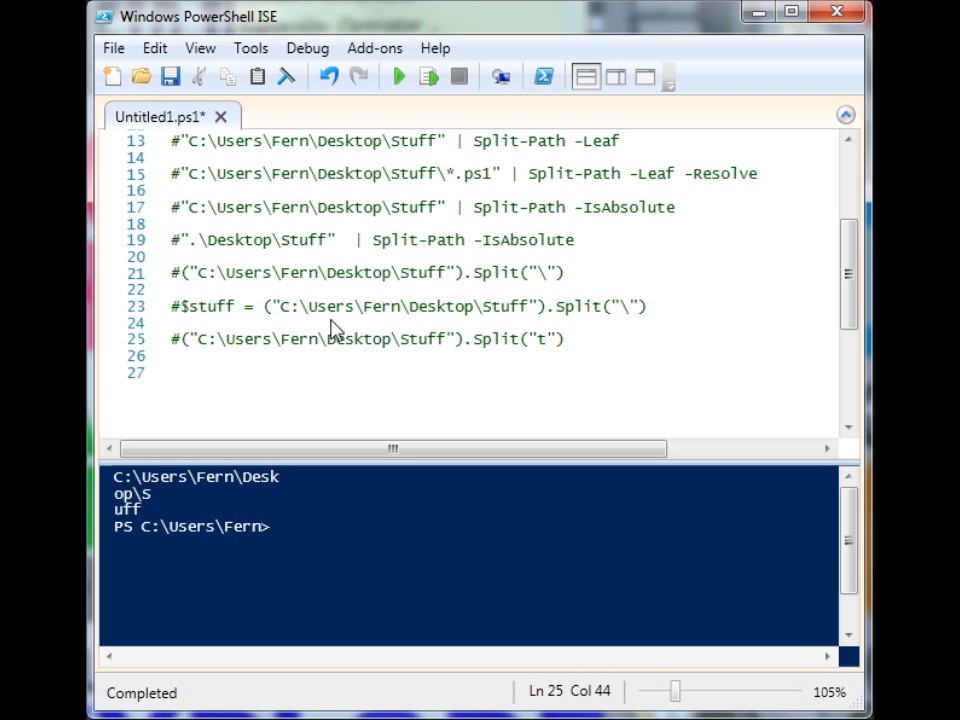 Windows PowerShell ISE
File Edit View Tools Debug Add-ons Help
Untitled1.ps1*
13 #"C:\Users\Fern\Desktop\Stuff" | Split-Path -Leaf
14
15 #"C:\Users\Fern\Desktop\Stuff\*.ps1" | Split-Path -Leaf -Resolve
16
17 #"C:\Users\Fern\Desktop\Stuff" | Split-Path -IsAbsolute
18
19 #".\Desktop\Stuff"  | Split-Path -IsAbsolute
20
21 #("C:\Users\Fern\Desktop\Stuff").Split("\")
22
23 #$stuff = ("C:\Users\Fern\Desktop\Stuff").Split("\")
24
25 #("C:\Users\Fern\Desktop\Stuff").Split("t")
26
27
C:\Users\Fern\Desk
op\S
uff
PS C:\Users\Fern>
Completed Ln 25 Col 44 105%